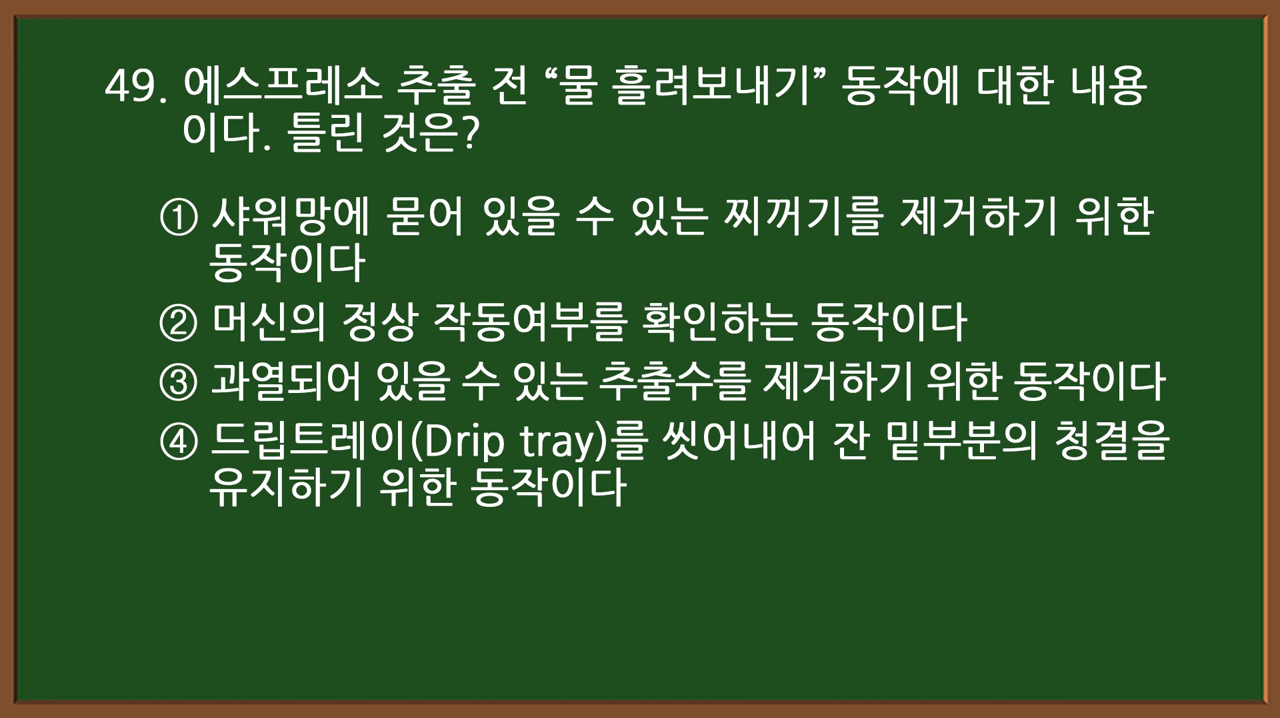 49. 에스프레소 추출 전 “물 흘려보내기” 동작에 대한 내용
이다. 틀린 것은?
① 샤워망에 묻어 있을 수 있는 찌꺼기를 제거하기 위한
동작이다
② 머신의 정상 작동여부를 확인하는 동작이다
③ 과열되어 있을 수 있는 추출수를 제거하기 위한 동작이다
④ 드립트레이(Drip tray)를 씻어내어 잔 밑부분의 청결을
유지하기 위한 동작이다